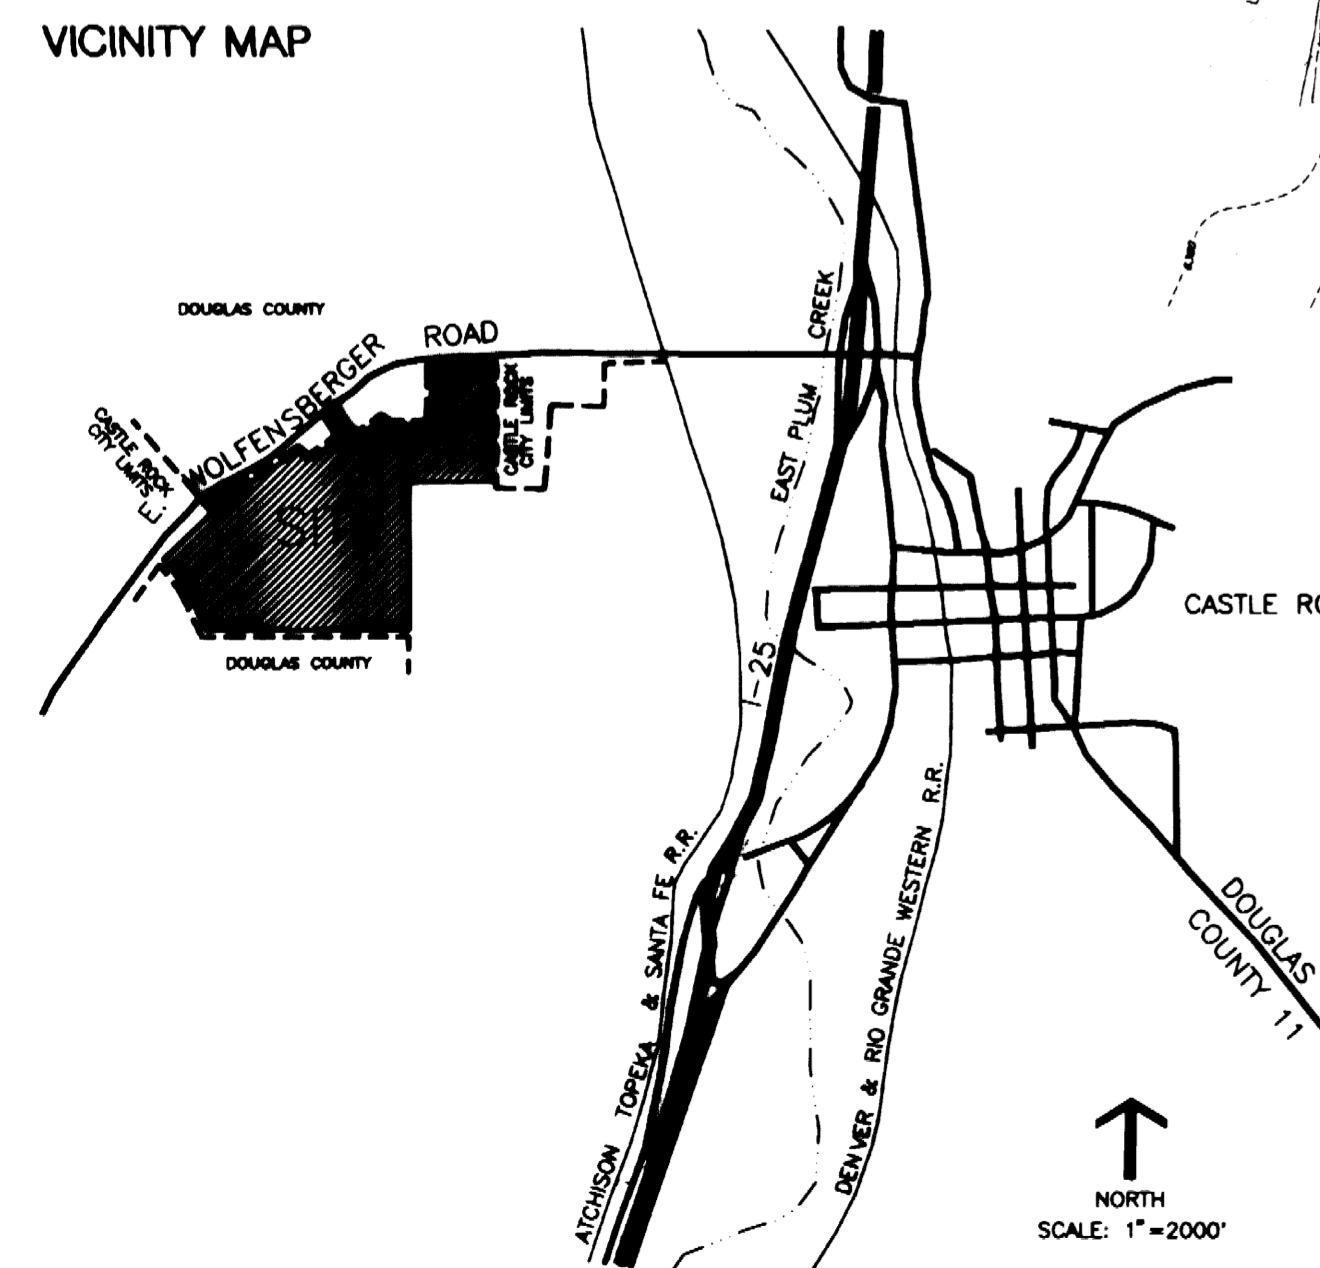 VICINITY MAP
DOUGLAS COUNTY
E. WOLFENSBERGER ROAD
CASTLE ROCK
CITY LIMITS
CASTLE ROCK
CITY LIMITS
DOUGLAS COUNTY
EAST PLUM CREEK
I-25
CASTLE RO
6380
ATCHISON TOPEKA & SANTA FE R.R.
DENVER & RIO GRANDE WESTERN R.R.
DOUGLAS
COUNTY 11
NORTH
SCALE: 1"=2000'